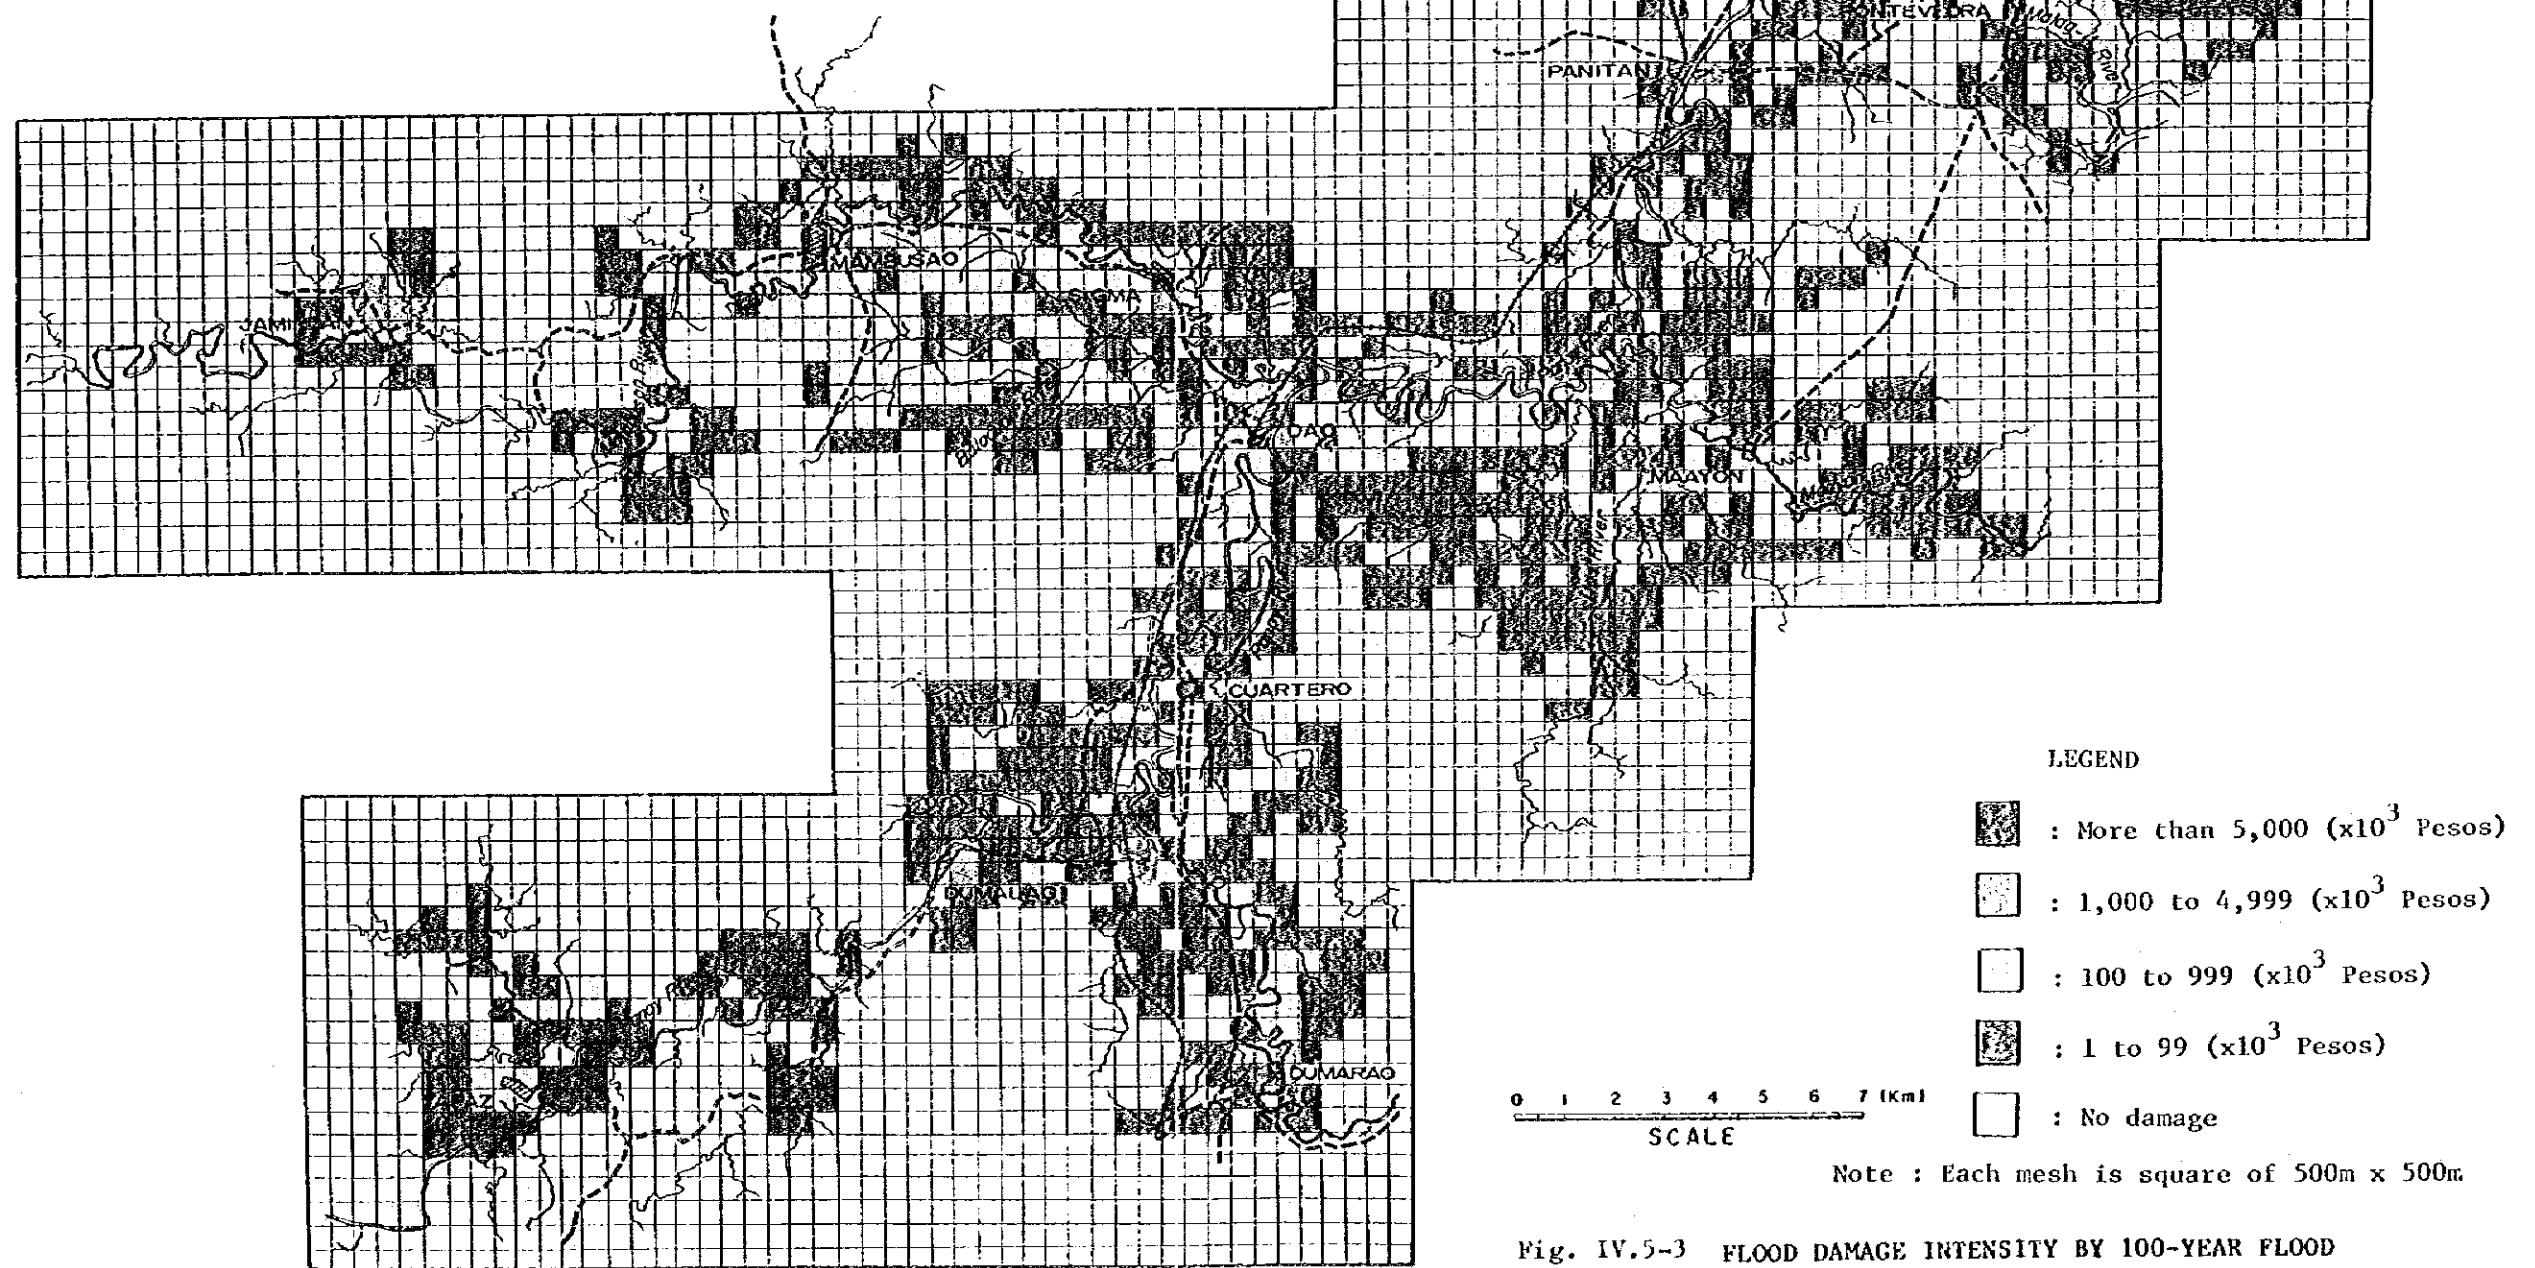 PANITAN
River
MAMBUSAO
SIGMA
DAO
MAAYON
River
CUARTERO
DUMALAG
DUMARAO
LEGEND
: More than 5,000 (x10³ Pesos)
: 1,000 to 4,999 (x10³ Pesos)
: 100 to 999 (x10³ Pesos)
: 1 to 99 (x10³ Pesos)
: No damage
0 1 2 3 4 5 6 7 (Km)
SCALE
Note : Each mesh is square of 500m x 500m
Fig. IV.5-3 FLOOD DAMAGE INTENSITY BY 100-YEAR FLOOD